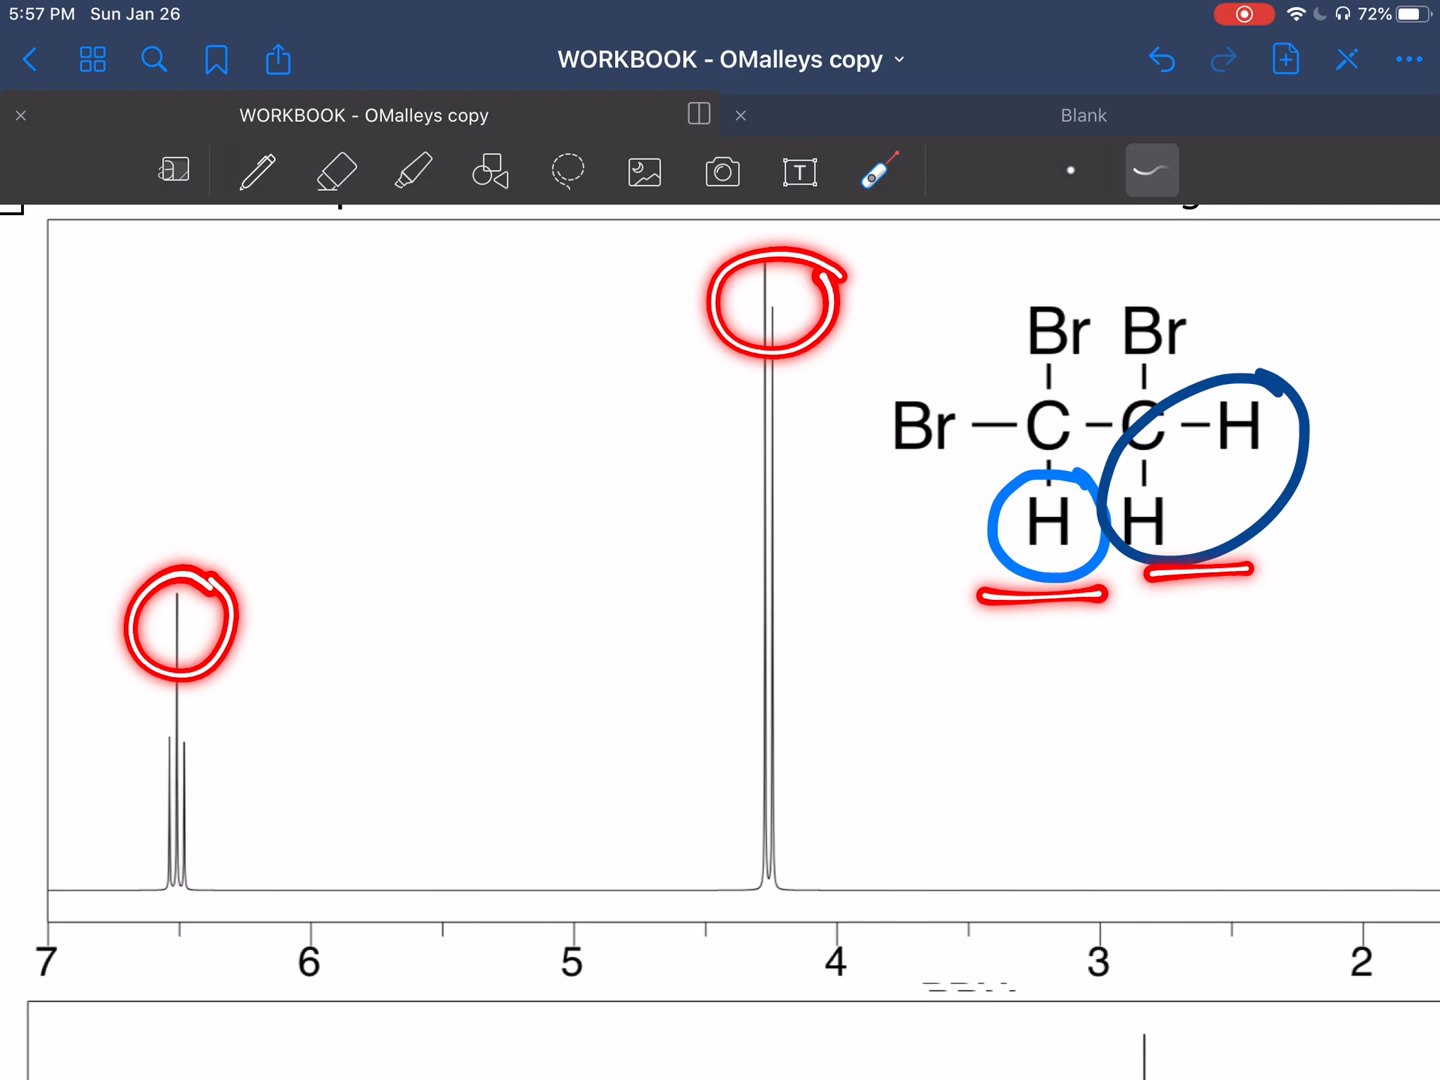 5:57 PM Sun Jan 26
72%
WORKBOOK - OMalleys copy
WORKBOOK - OMalleys copy
Blank
T
Br Br
Br — C - C - H
H H
7 6 5 4 3 2